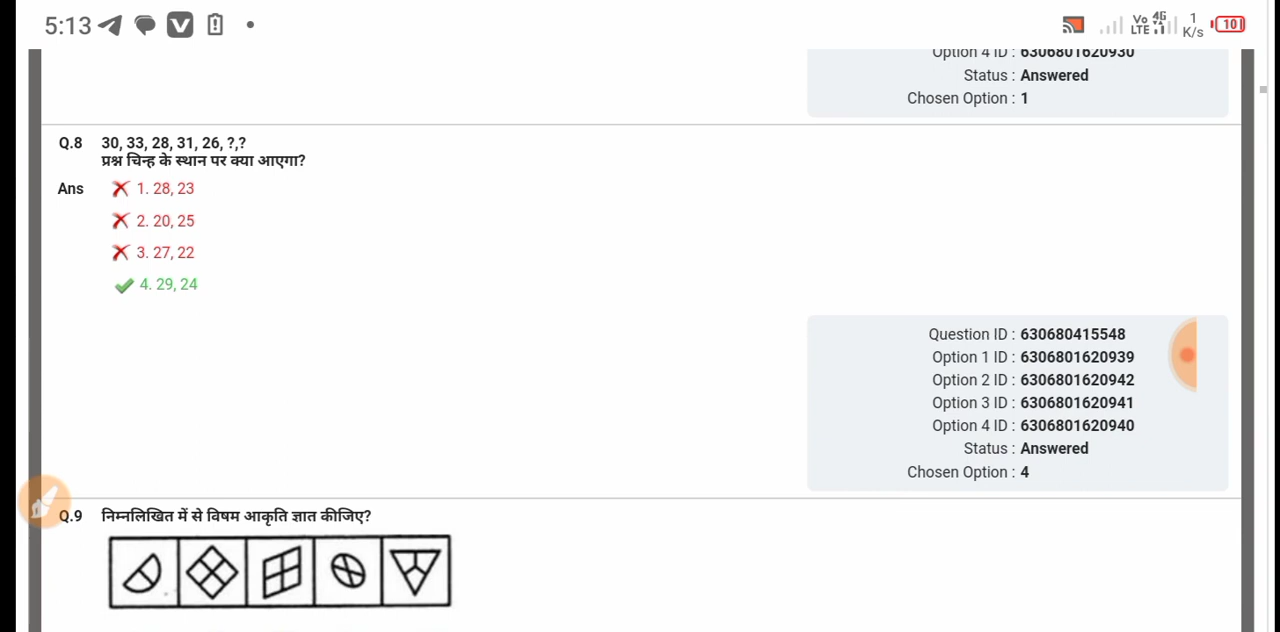 5:13
Vo LTE 4G 1 K/s 10
Option 4 ID : 6306801620930
Status : Answered
Chosen Option : 1
Q.8 30, 33, 28, 31, 26, ?,?
प्रश्न चिन्ह के स्थान पर क्या आएगा?
Ans 1. 28, 23
2. 20, 25
3. 27, 22
4. 29, 24
Question ID : 630680415548
Option 1 ID : 6306801620939
Option 2 ID : 6306801620942
Option 3 ID : 6306801620941
Option 4 ID : 6306801620940
Status : Answered
Chosen Option : 4
Q.9 निम्नलिखित में से विषम आकृति ज्ञात कीजिए?